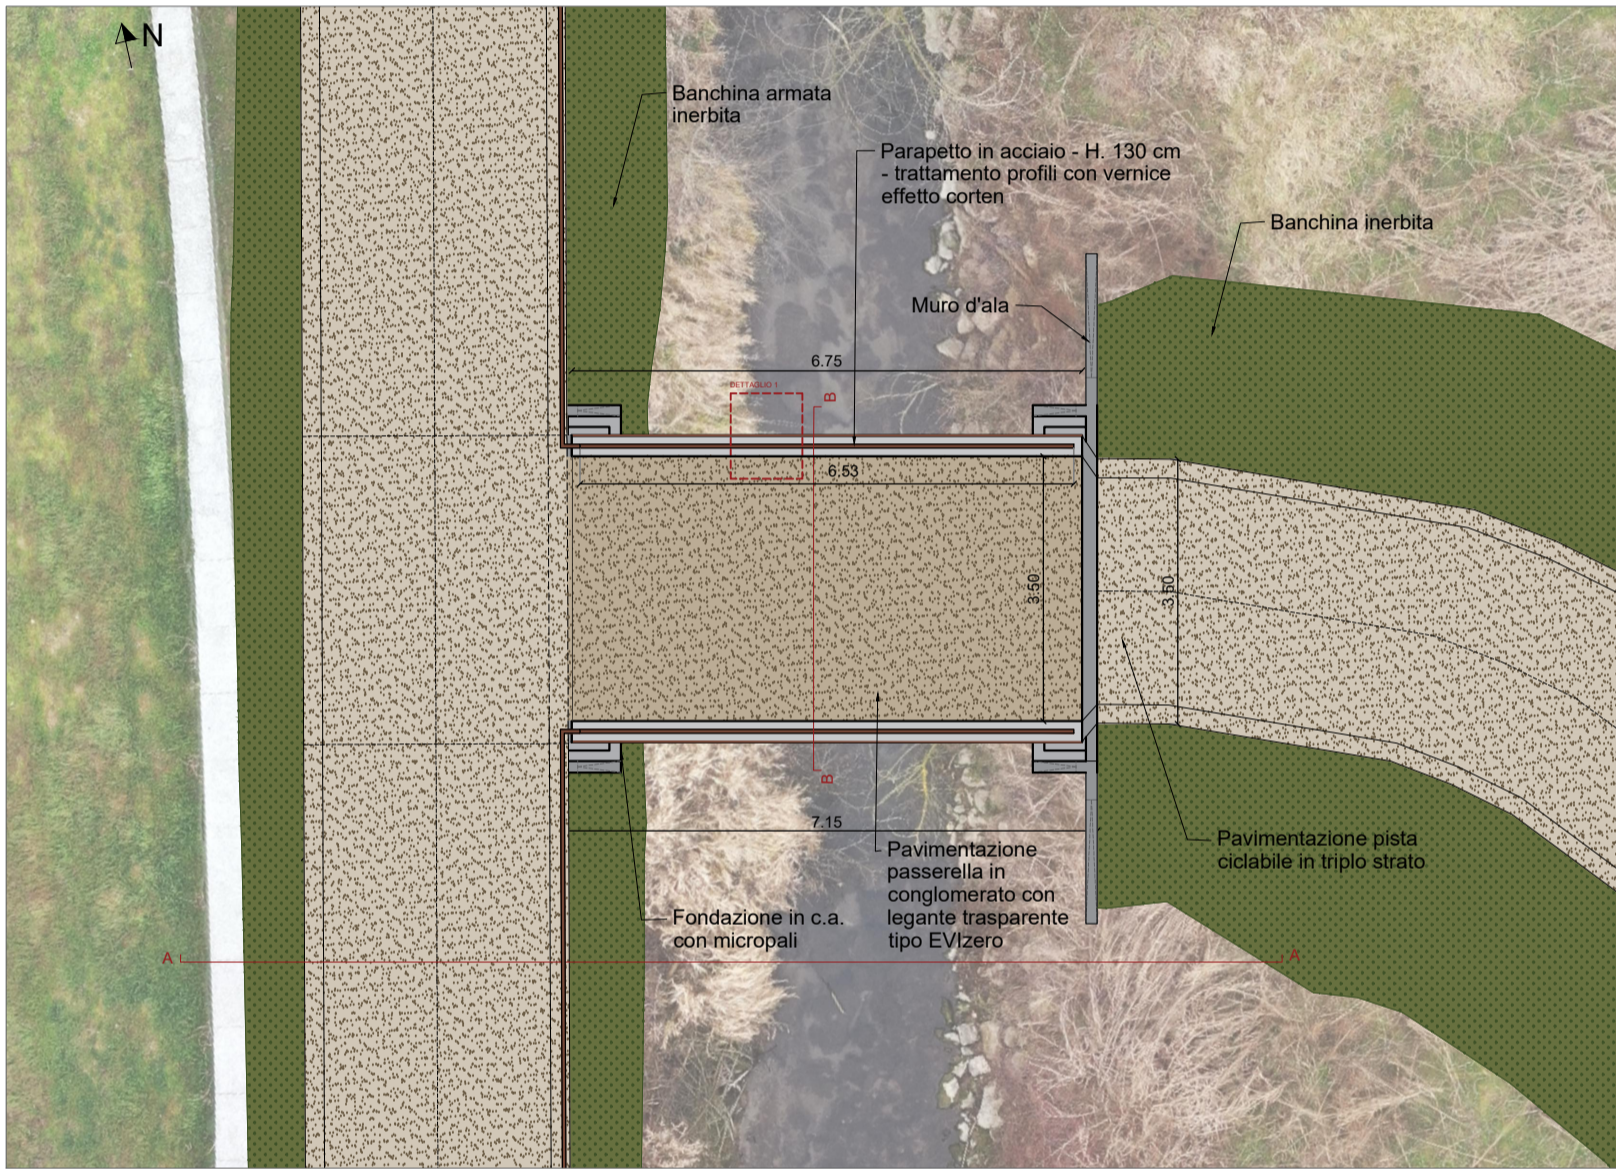 N
Banchina armata
inerbita
Parapetto in acciaio - H. 130 cm
- trattamento profili con vernice
effetto corten
Banchina inerbita
Muro d'ala
6.75
DETTAGLIO 1
B
6.53
3.50
3.50
B
7.15
Pavimentazione
passerella in
conglomerato con
legante trasparente
tipo EVIzero
Pavimentazione pista
ciclabile in triplo strato
Fondazione in c.a.
con micropali
A
A